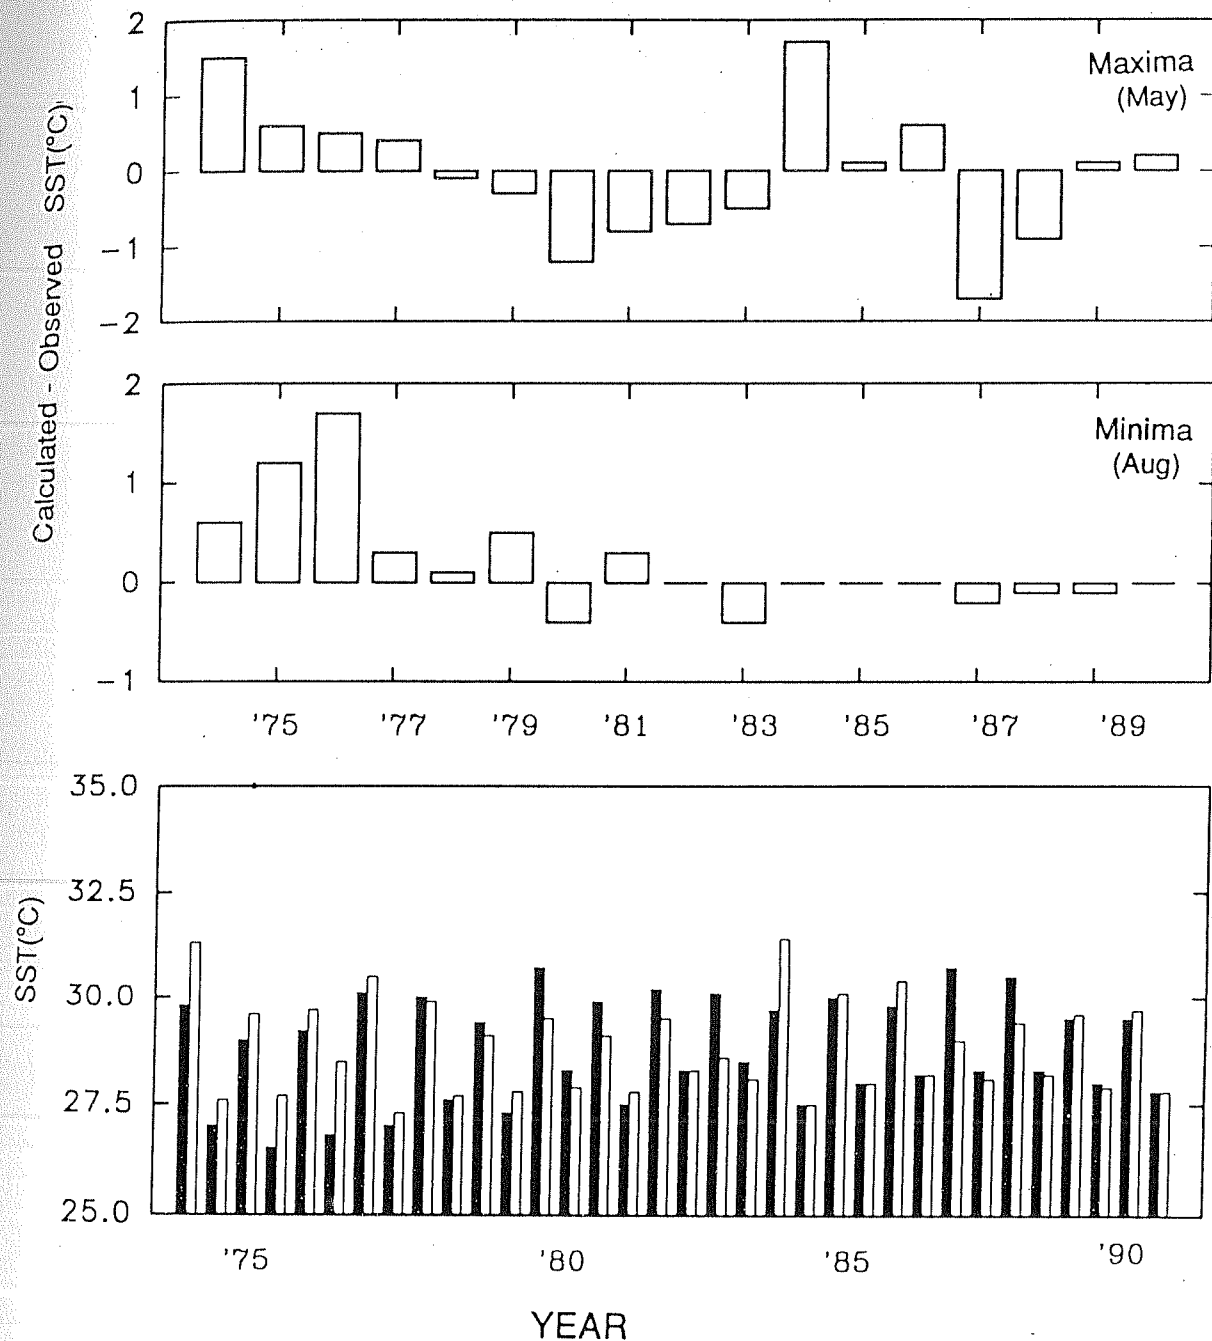 2
1
0
−1
−2
Maxima
(May)
Calculated - Observed SST(°C)
2
1
0
−1
Minima
(Aug)
'75 '77 '79 '81 '83 '85 '87 '89
35.0
32.5
30.0
27.5
25.0
SST(°C)
'75 '80 '85 '90
YEAR